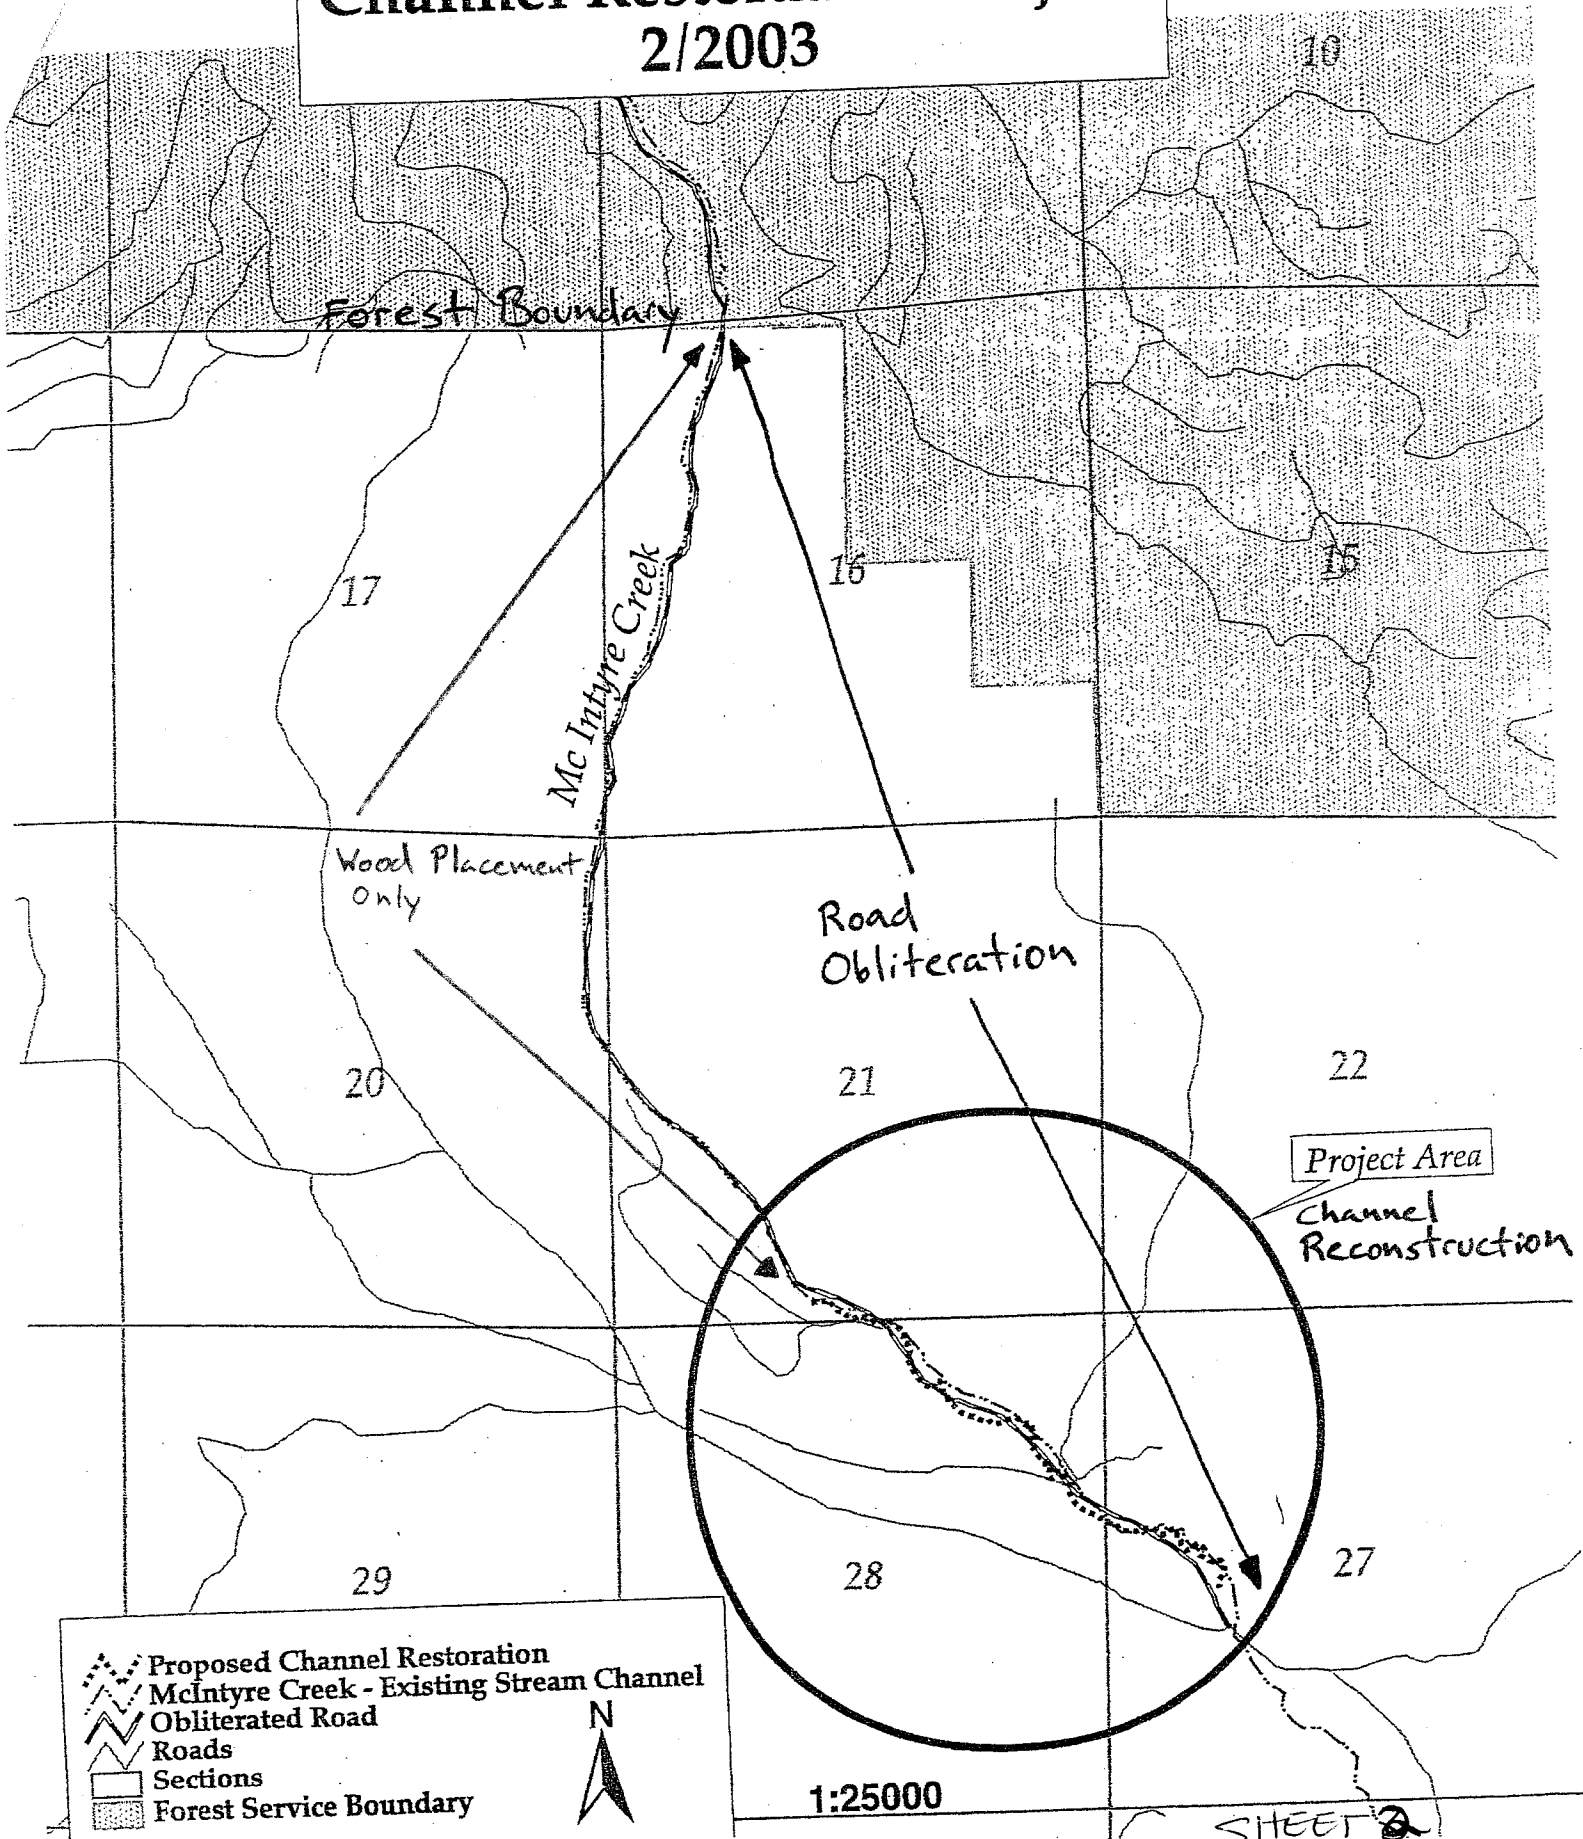 2/2003
10
Forest Boundary
17
16
15
Mc Intyre Creek
Wood Placement
Only
Road
Obliteration
20
21
22
Project Area
Channel
Reconstruction
29
28
27
Proposed Channel Restoration
McIntyre Creek - Existing Stream Channel
Obliterated Road
Roads
Sections
Forest Service Boundary
N
1:25000
SHEET 2